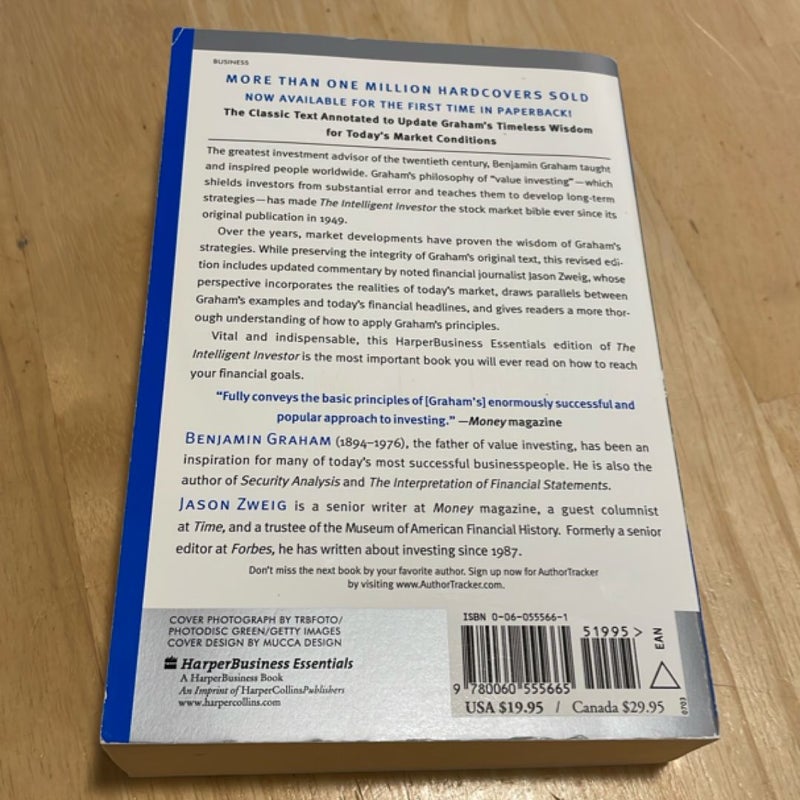 BUSINESS
MORE THAN ONE MILLION HARDCOVERS SOLD
NOW AVAILABLE FOR THE FIRST TIME IN PAPERBACK!
The Classic Text Annotated to Update Graham's Timeless Wisdom
for Today's Market Conditions
The greatest investment advisor of the twentieth century, Benjamin Graham taught
and inspired people worldwide. Graham's philosophy of "value investing"—which
shields investors from substantial error and teaches them to develop long-term
strategies—has made The Intelligent Investor the stock market bible ever since its
original publication in 1949.
Over the years, market developments have proven the wisdom of Graham's
strategies. While preserving the integrity of Graham's original text, this revised edi-
tion includes updated commentary by noted financial journalist Jason Zweig, whose
perspective incorporates the realities of today's market, draws parallels between
Graham's examples and today's financial headlines, and gives readers a more thor-
ough understanding of how to apply Graham's principles.
Vital and indispensable, this HarperBusiness Essentials edition of The
Intelligent Investor is the most important book you will ever read on how to reach
your financial goals.
"Fully conveys the basic principles of [Graham's] enormously successful and
popular approach to investing." —Money magazine
BENJAMIN GRAHAM (1894–1976), the father of value investing, has been an
inspiration for many of today's most successful businesspeople. He is also the
author of Security Analysis and The Interpretation of Financial Statements.
JASON ZWEIG is a senior writer at Money magazine, a guest columnist
at Time, and a trustee of the Museum of American Financial History. Formerly a senior
editor at Forbes, he has written about investing since 1987.
Don't miss the next book by your favorite author. Sign up now for AuthorTracker
by visiting www.AuthorTracker.com.
COVER PHOTOGRAPH BY TRBFOTO/
PHOTODISC GREEN/GETTY IMAGES
COVER DESIGN BY MUCCA DESIGN
HarperBusiness Essentials
A HarperBusiness Book
An Imprint of HarperCollinsPublishers
www.harpercollins.com
ISBN 0-06-055566-1
51995 >
EAN
9 780060 555665
USA $19.95 / Canada $29.95
0703